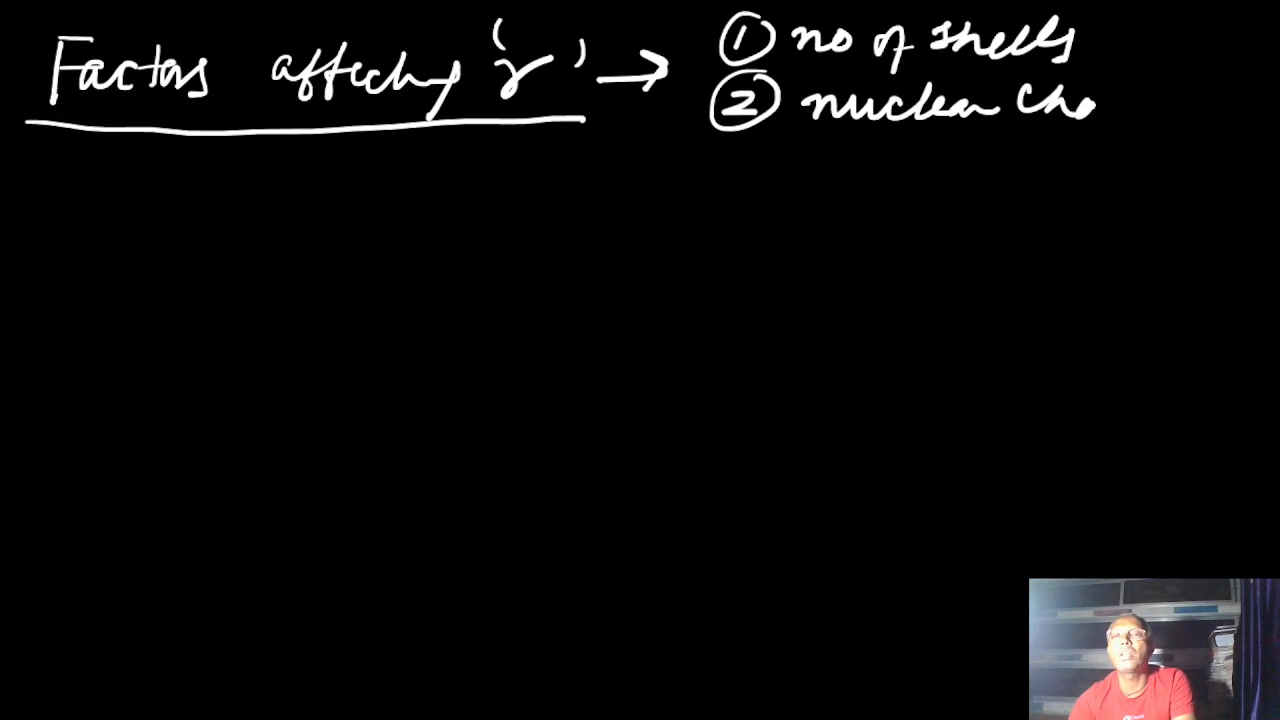 Factors affecting 'r' → ① no of shells
② nuclear cha